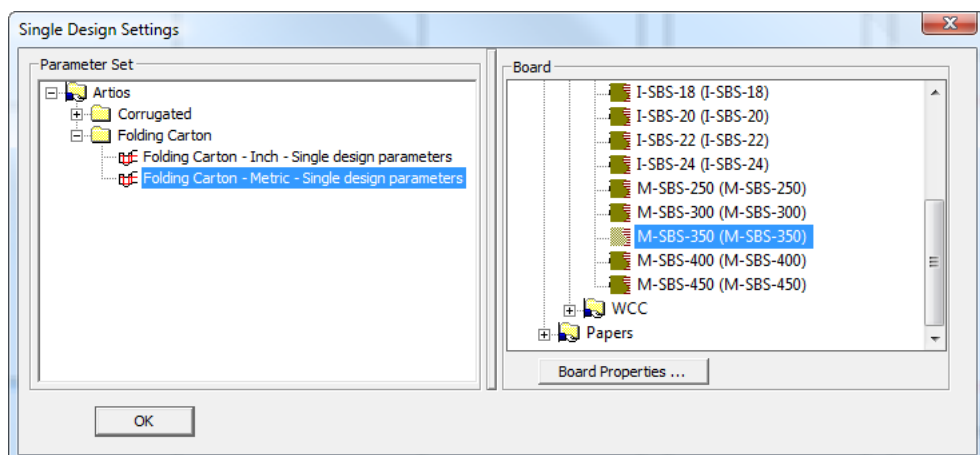 Single Design Settings
Parameter Set
Artios
Corrugated
Folding Carton
Folding Carton - Inch - Single design parameters
Folding Carton - Metric - Single design parameters
OK
Board
I-SBS-18 (I-SBS-18)
I-SBS-20 (I-SBS-20)
I-SBS-22 (I-SBS-22)
I-SBS-24 (I-SBS-24)
M-SBS-250 (M-SBS-250)
M-SBS-300 (M-SBS-300)
M-SBS-350 (M-SBS-350)
M-SBS-400 (M-SBS-400)
M-SBS-450 (M-SBS-450)
WCC
Papers
Board Properties ...